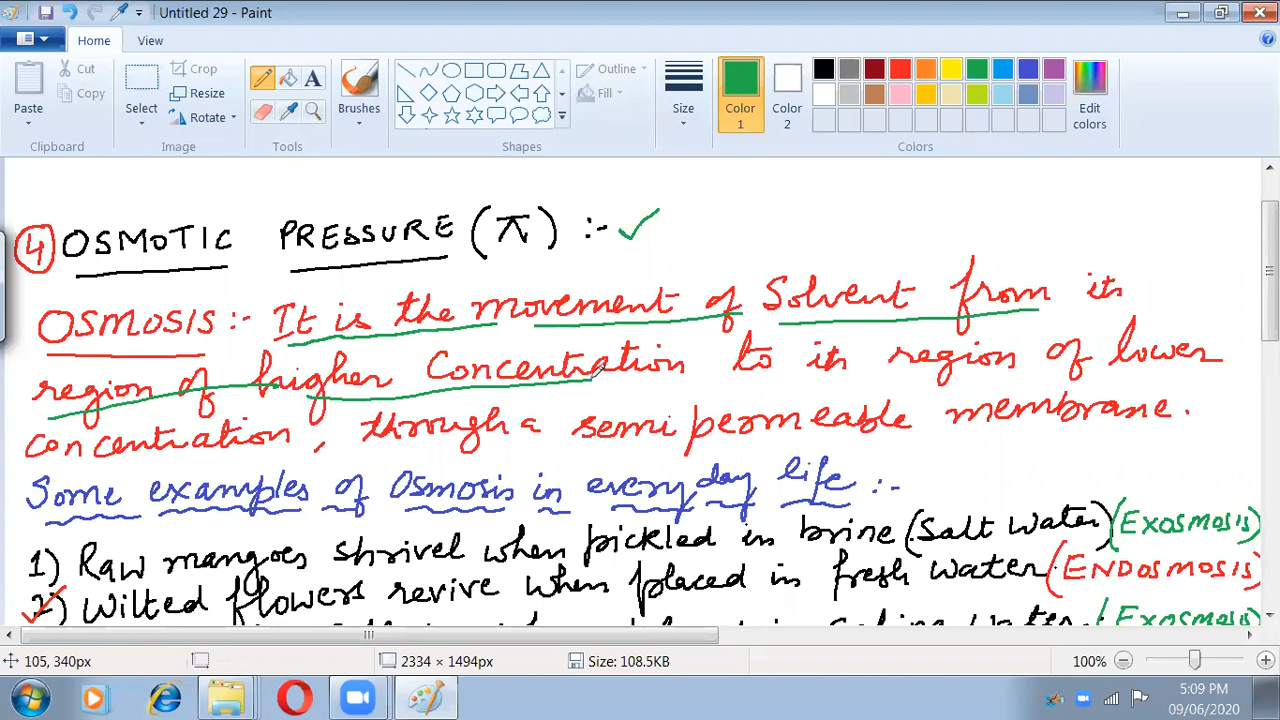 Untitled 29 - Paint
Home View
Paste Cut Copy Select Crop Resize Rotate Brushes Outline Fill Size Color 1 Color 2 Edit colors
Clipboard Image Tools Shapes Colors
4 OSMOTIC PRESSURE (π) :- ✓
OSMOSIS :- It is the movement of Solvent from its
region of higher Concentration to its region of lower
concentration, through a semipermeable membrane.
Some examples of Osmosis in everyday life :-
1) Raw mangoes shrivel when pickled in brine (Salt water) (EXOSMOSIS)
2) Wilted flowers revive when placed in fresh water (ENDOSMOSIS)
105, 340px 2334 × 1494px Size: 108.5KB 100%
5:09 PM
09/06/2020